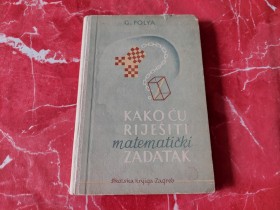 G. POLYA
KAKO ĆU
RIJEŠITI
matematički
ZADATAK
Školska knjiga-Zagreb